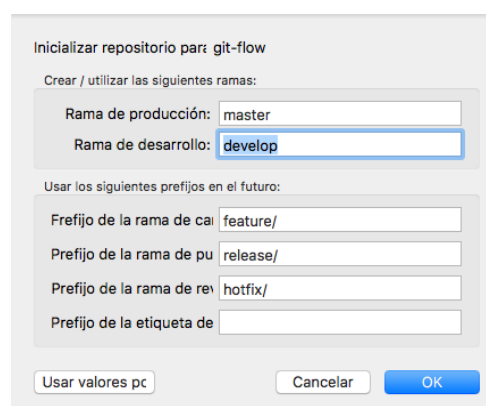 Inicializar repositorio para git-flow
Crear / utilizar las siguientes ramas:
Rama de producción: master
Rama de desarrollo: develop
Usar los siguientes prefijos en el futuro:
Frefijo de la rama de ca feature/
Prefijo de la rama de pu release/
Prefijo de la rama de re hotfix/
Prefijo de la etiqueta de
Usar valores pc Cancelar OK